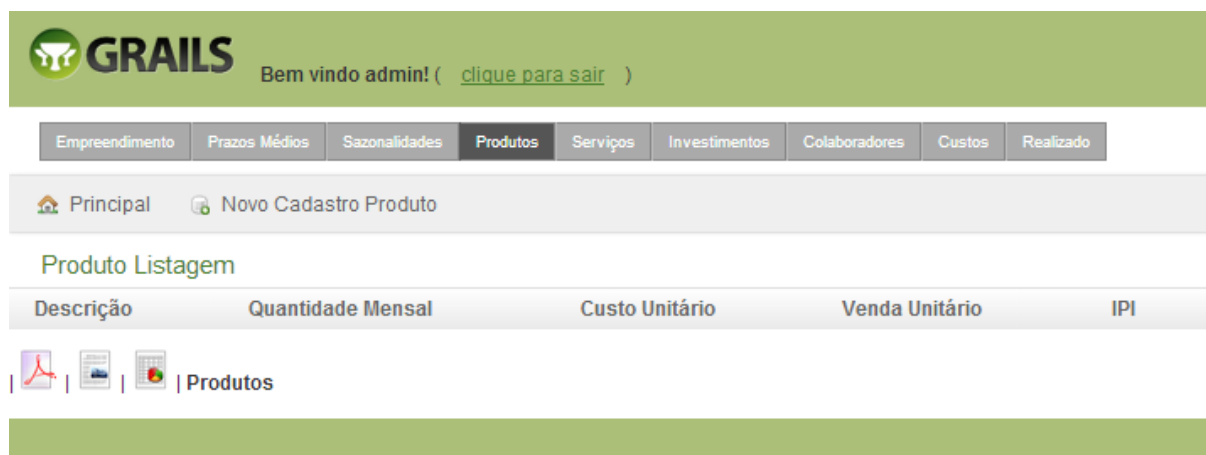 GRAILS Bem vindo admin! ( clique para sair )
Empreendimento Prazos Médios Sazonalidades Produtos Serviços Investimentos Colaboradores Custos Realizado
Principal Novo Cadastro Produto
Produto Listagem
Descrição Quantidade Mensal Custo Unitário Venda Unitário IPI
| | | | Produtos